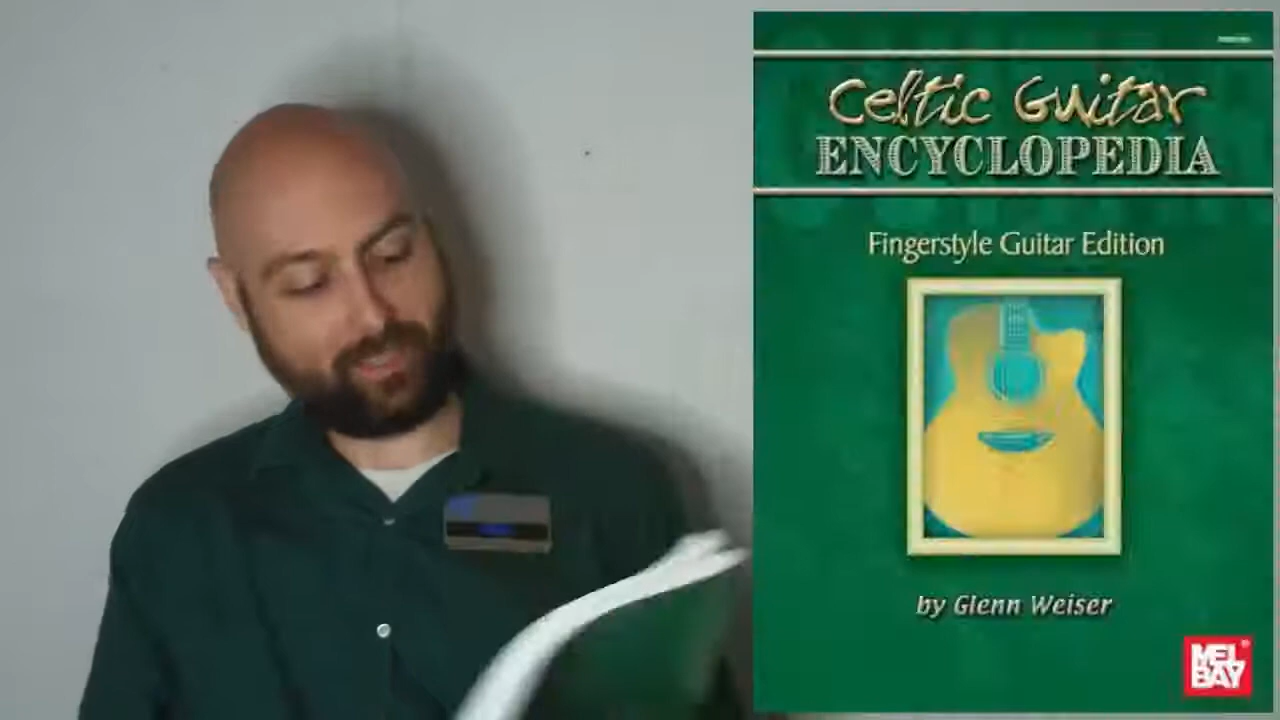 Celtic Guitar
ENCYCLOPEDIA
Fingerstyle Guitar Edition
by Glenn Weiser
MEL
BAY